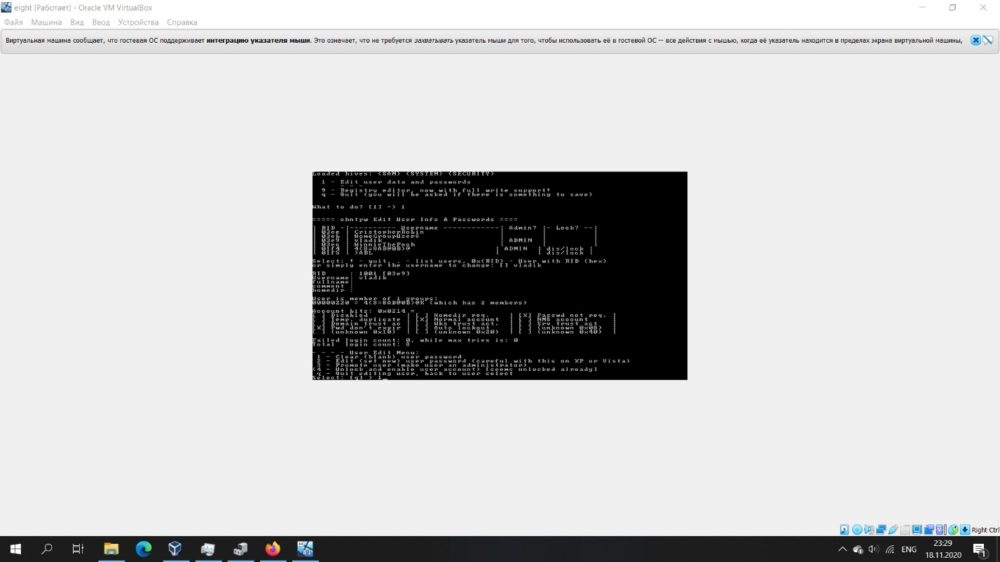 eight [Работает] - Oracle VM VirtualBox
Файл Машина Вид Ввод Устройства Справка
Виртуальная машина сообщает, что гостевая ОС поддерживает интеграцию указателя мыши. Это означает, что не требуется захватывать указатель мыши для того, чтобы использовать её в гостевой ОС -- все действия с мышью, когда её указатель находится в пределах экрана виртуальной машины,
Loaded hives: <SAM> <SYSTEM> <SECURITY>
1 - Edit user data and passwords
9 - Registry editor, now with full write support!
q - Quit (you will be asked if there is something to save)
What to do? [1] -> 1
===== chntpw Edit User Info & Passwords ====
| RID -|---------- Username ------------| Admin? |- Lock? --|
| 03ee | CristopherRobin | | |
| 03eb | HomeGroupUser$ | | |
| 03e9 | vladik | ADMIN | |
| 03ec | WinnieThePooh | | |
| 01f4 | 4<8=8AB@0B>@ | ADMIN | dis/lock |
| 01f5 | >ABL | | dis/lock |
Select: ! - quit, . - list users, 0x<RID> - User with RID (hex)
or simply enter the username to change: [] vladik
RID : 1001 [03e9]
Username: vladik
fullname:
comment :
homedir :
User is member of 1 groups:
00000220 = 4<8=8AB@0B>@K (which has 2 members)
Account bits: 0x0214 =
[ ] Disabled | [ ] Homedir req. | [X] Passwd not req. |
[ ] Temp. duplicate | [X] Normal account | [ ] NMS account |
[ ] Domain trust ac | [ ] Wks trust act. | [ ] Srv trust act |
[X] Pwd don't expir | [ ] Auto lockout | [ ] (unknown 0x08) |
[ ] (unknown 0x10) | [ ] (unknown 0x20) | [ ] (unknown 0x40) |
Failed login count: 0, while max tries is: 0
Total login count: 8
- - - - User Edit Menu:
1 - Clear (blank) user password
2 - Edit (set new) user password (careful with this on XP or Vista)
3 - Promote user (make user an administrator)
(4 - Unlock and enable user account) [seems unlocked already]
q - Quit editing user, back to user select
Select: [q] > 1_
Right Ctrl
8.1
ENG
23:29
18.11.2020
1